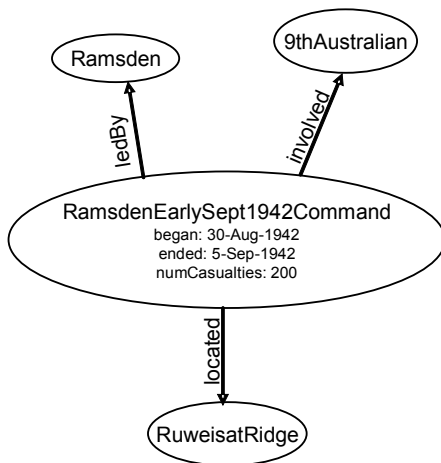 9thAustralian
Ramsden
ledBy
involved
RamsdenEarlySept1942Command
began: 30-Aug-1942
ended: 5-Sep-1942
numCasualties: 200
located
RuweisatRidge